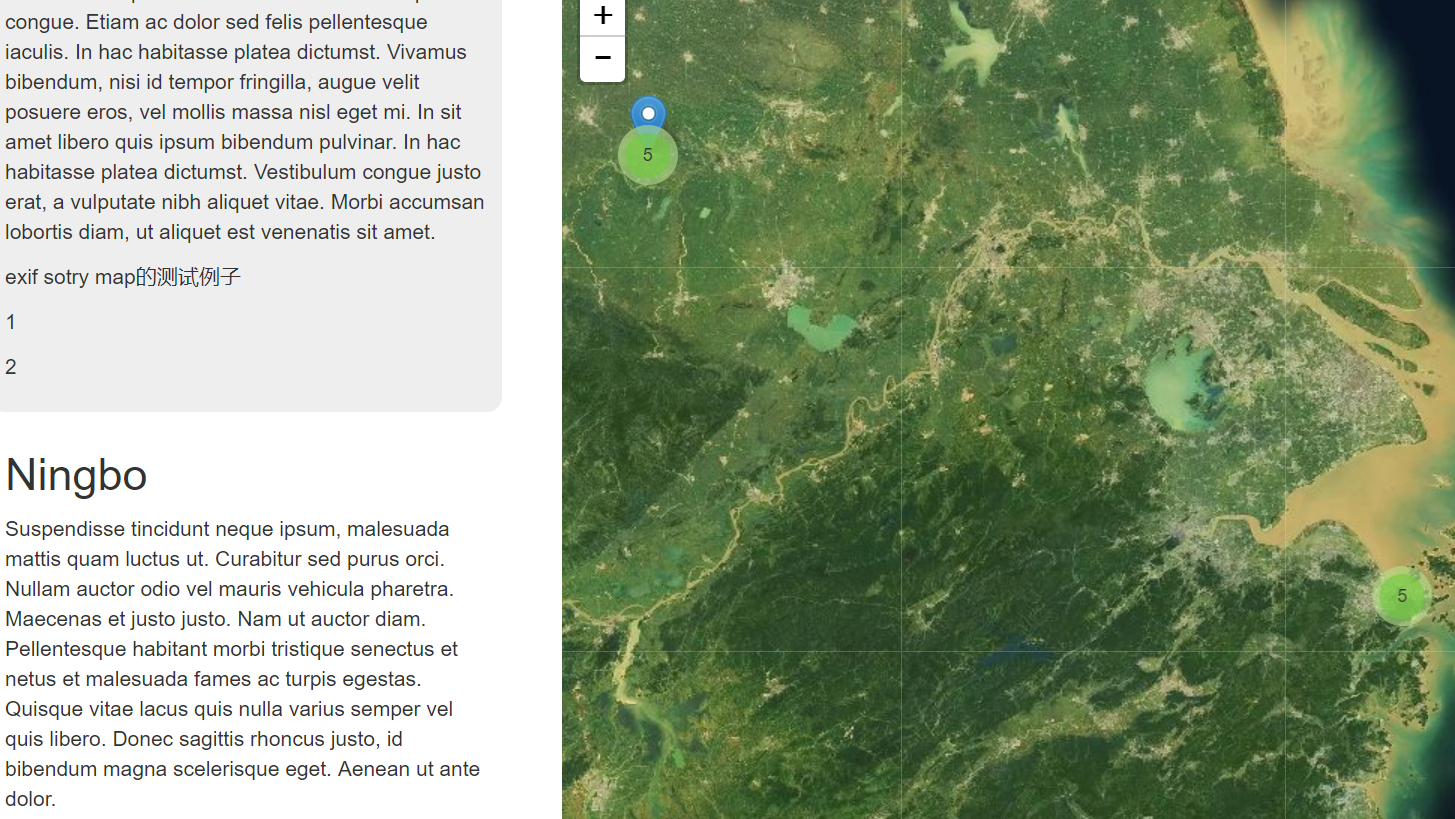 congue. Etiam ac dolor sed felis pellentesque
iaculis. In hac habitasse platea dictumst. Vivamus
bibendum, nisi id tempor fringilla, augue velit
posuere eros, vel mollis massa nisl eget mi. In sit
amet libero quis ipsum bibendum pulvinar. In hac
habitasse platea dictumst. Vestibulum congue justo
erat, a vulputate nibh aliquet vitae. Morbi accumsan
lobortis diam, ut aliquet est venenatis sit amet.
exif sotry map的测试例子
1
2
Ningbo
Suspendisse tincidunt neque ipsum, malesuada
mattis quam luctus ut. Curabitur sed purus orci.
Nullam auctor odio vel mauris vehicula pharetra.
Maecenas et justo justo. Nam ut auctor diam.
Pellentesque habitant morbi tristique senectus et
netus et malesuada fames ac turpis egestas.
Quisque vitae lacus quis nulla varius semper vel
quis libero. Donec sagittis rhoncus justo, id
bibendum magna scelerisque eget. Aenean ut ante
dolor.
+
−
5
5